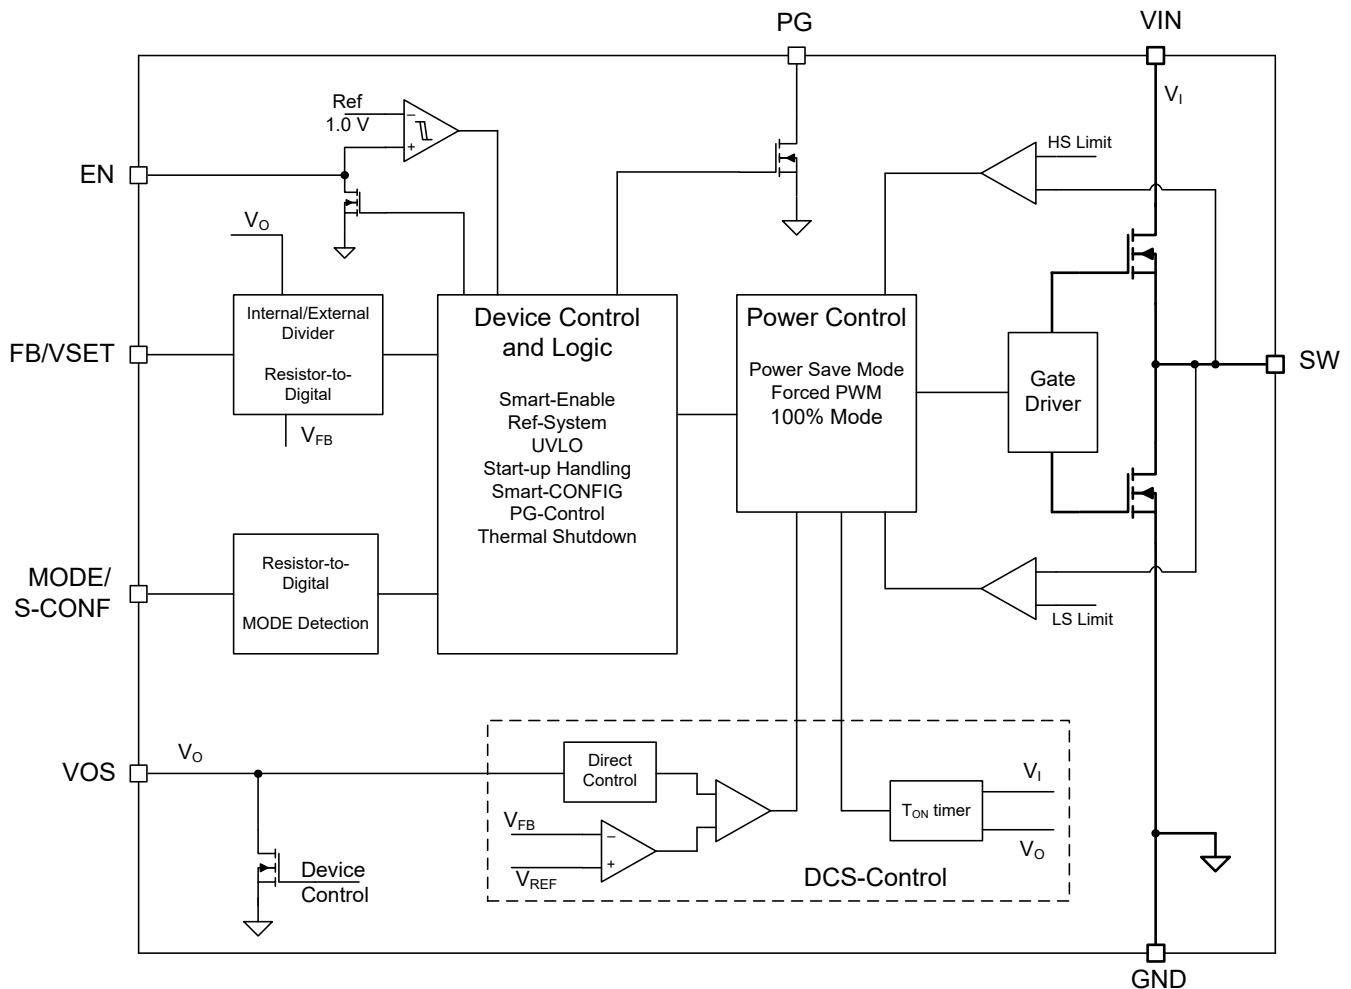 PG
VIN
V_I
Ref
1.0 V
−
+
EN
HS Limit
V_O
Internal/External
Divider
Resistor-to-
Digital
V_FB
FB/VSET
Device Control
and Logic
Smart-Enable
Ref-System
UVLO
Start-up Handling
Smart-CONFIG
PG-Control
Thermal Shutdown
Power Control
Power Save Mode
Forced PWM
100% Mode
Gate
Driver
SW
MODE/
S-CONF
Resistor-to-
Digital
MODE Detection
LS Limit
VOS
V_O
Direct
Control
V_FB
−
+
V_REF
T_ON timer
V_I
V_O
DCS-Control
Device
Control
GND